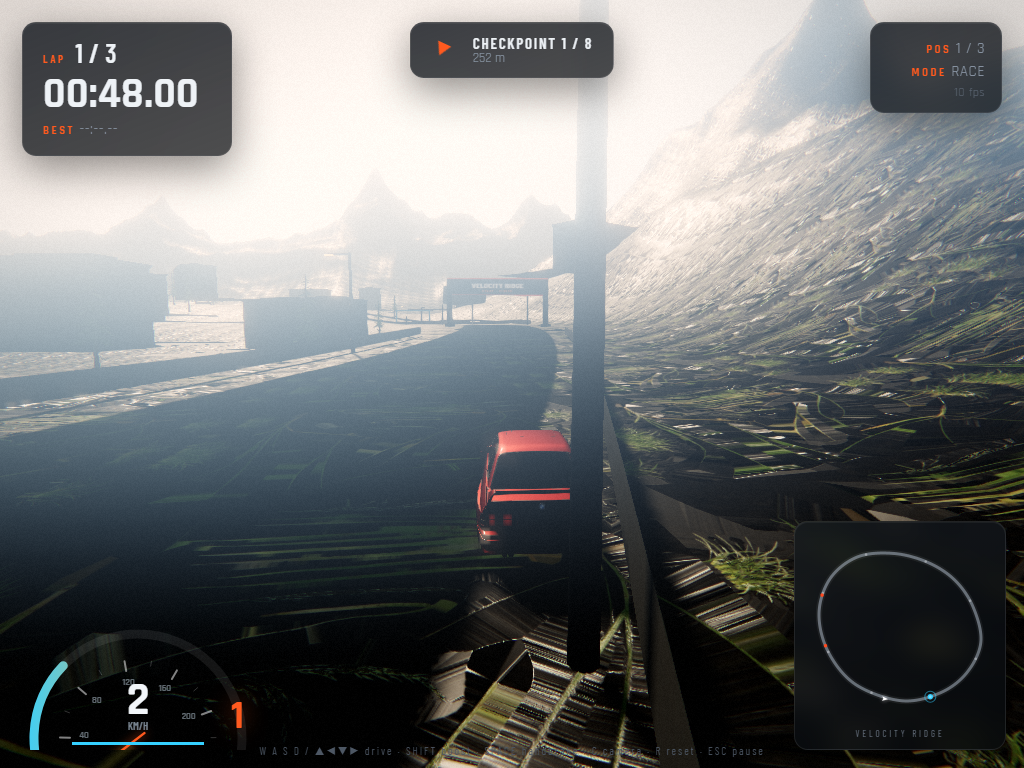 LAP 1 / 3
00:48.00
BEST --:--.--
CHECKPOINT 1 / 8
252 m
POS 1 / 3
MODE RACE
10 fps
VELOCITY RIDGE
120
80
160
40
200
2
KM/H
1
W A S D / ▲◀▼▶ drive · SHIFT
R reset · ESC pause
VELOCITY RIDGE